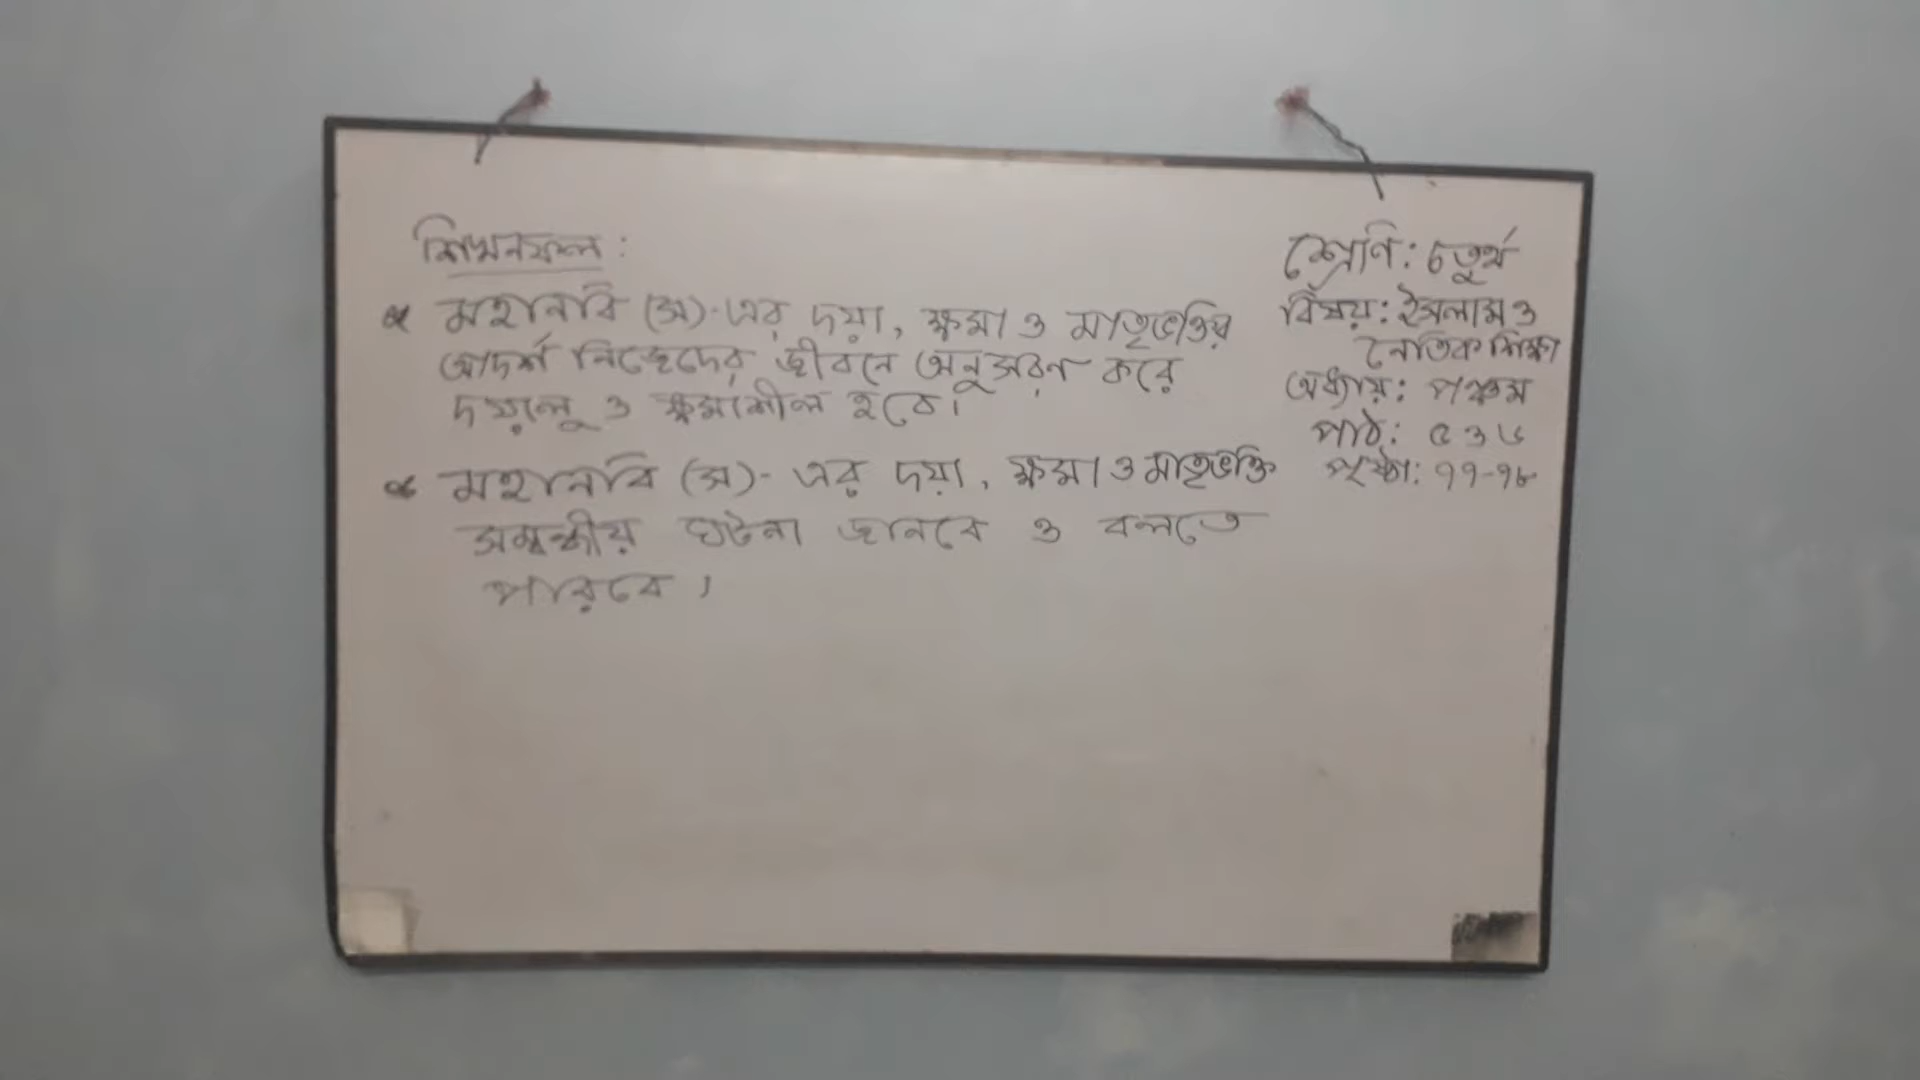 শিখনফল:
মহানবি (স)-এর দয়া, ক্ষমা ও মাতৃভক্তির
আদর্শ নিজেদের জীবনে অনুসরণ করে
দয়ালু ও ক্ষমাশীল হবে।
মহানবি (স)- এর দয়া, ক্ষমা ও মাতৃভক্তি
সম্বন্ধীয় ঘটনা জানবে ও বলতে
পারবে।
শ্রেণি: চতুর্থ
বিষয়: ইসলাম ও
নৈতিক শিক্ষা
অধ্যায়: পঞ্চম
পাঠ: ৫ ও ৬
পৃষ্ঠা: ৭৭-৭৮